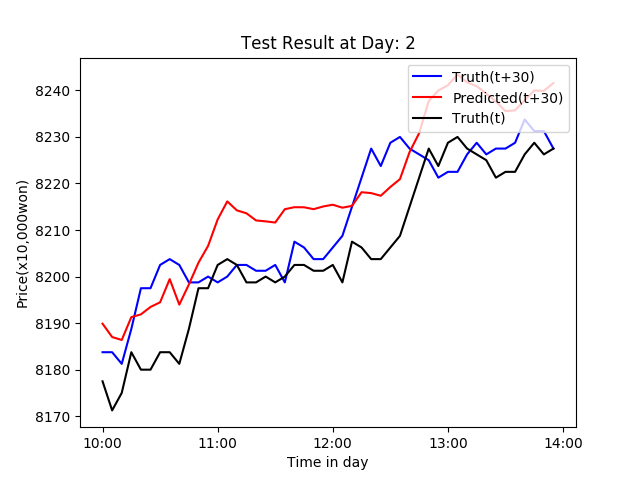 Test Result at Day: 2
Truth(t+30)
Predicted(t+30)
Truth(t)
Price(x10,000won)
8240
8230
8220
8210
8200
8190
8180
8170
10:00 11:00 12:00 13:00 14:00
Time in day